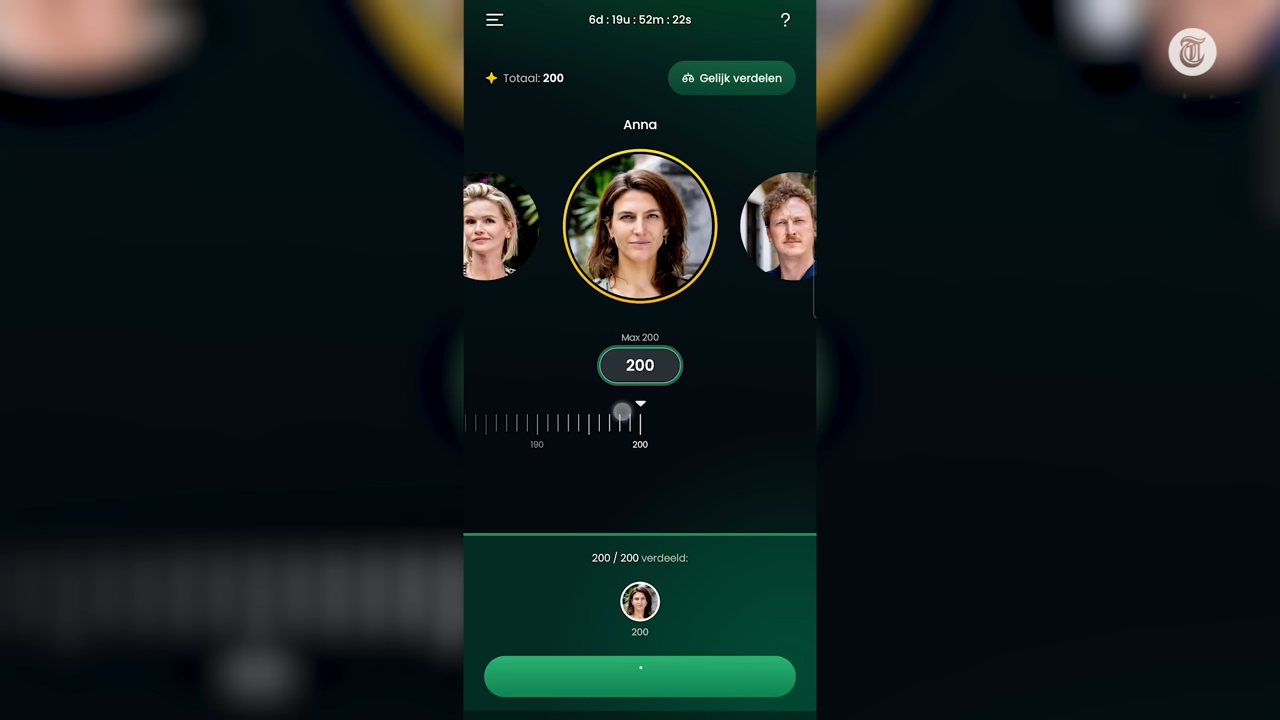 6d : 19u : 52m : 22s
?
Totaal: 200
Gelijk verdelen
Anna
Max 200
200
190
200
200 / 200 verdeeld:
200
T